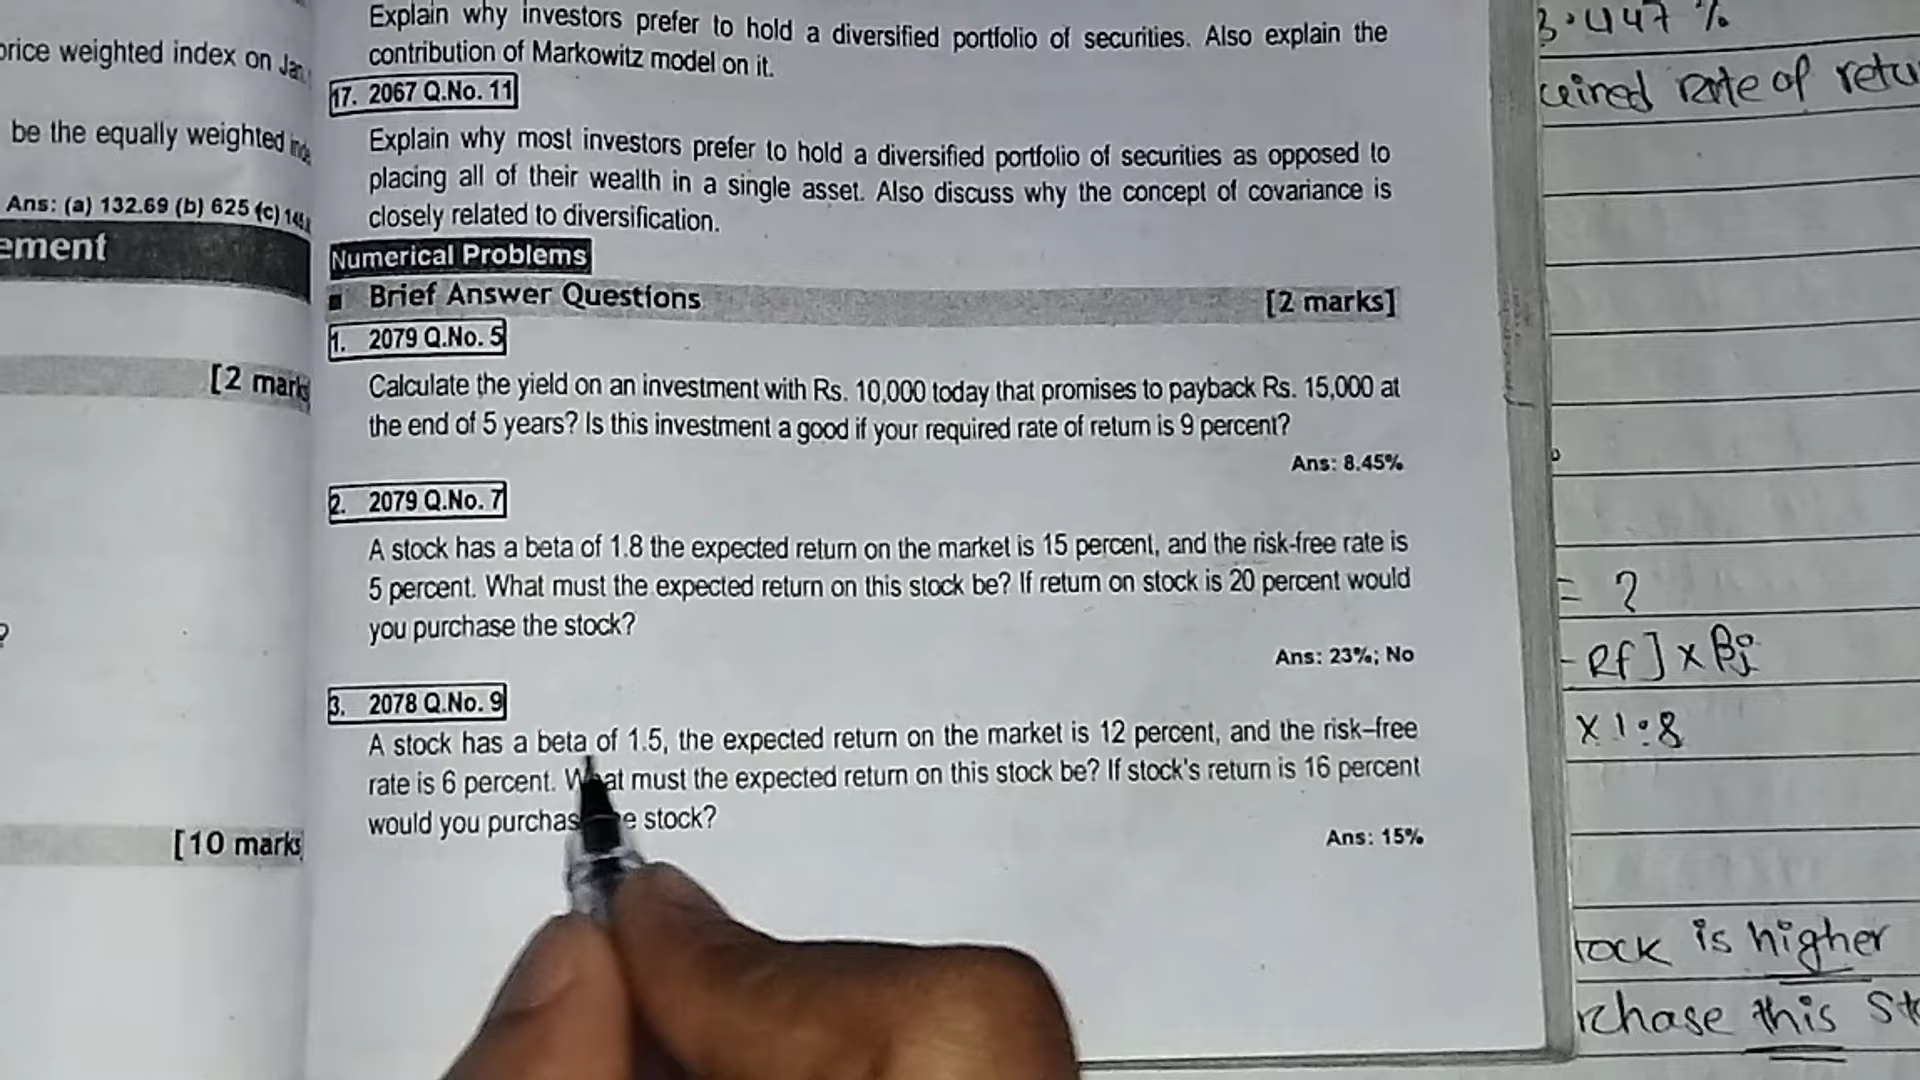 price weighted index on Jan
be the equally weighted
Ans: (a) 132.69 (b) 625 (c)
ement
[2 mark
?
[10 marks
Explain why investors prefer to hold a diversified portfolio of securities. Also explain the
contribution of Markowitz model on it.
17. 2067 Q.No. 11
Explain why most investors prefer to hold a diversified portfolio of securities as opposed to
placing all of their wealth in a single asset. Also discuss why the concept of covariance is
closely related to diversification.
Numerical Problems
■ Brief Answer Questions [2 marks]
1. 2079 Q.No. 5
Calculate the yield on an investment with Rs. 10,000 today that promises to payback Rs. 15,000 at
the end of 5 years? Is this investment a good if your required rate of return is 9 percent?
Ans: 8.45%
2. 2079 Q.No. 7
A stock has a beta of 1.8 the expected return on the market is 15 percent, and the risk-free rate is
5 percent. What must the expected return on this stock be? If return on stock is 20 percent would
you purchase the stock?
Ans: 23%; No
3. 2078 Q.No. 9
A stock has a beta of 1.5, the expected return on the market is 12 percent, and the risk-free
rate is 6 percent. What must the expected return on this stock be? If stock's return is 16 percent
would you purchas e stock?
Ans: 15%
3.447 %
uired rate of retu
= ?
- Rf ] × βj
× 1.8
tock is higher
rchase this St